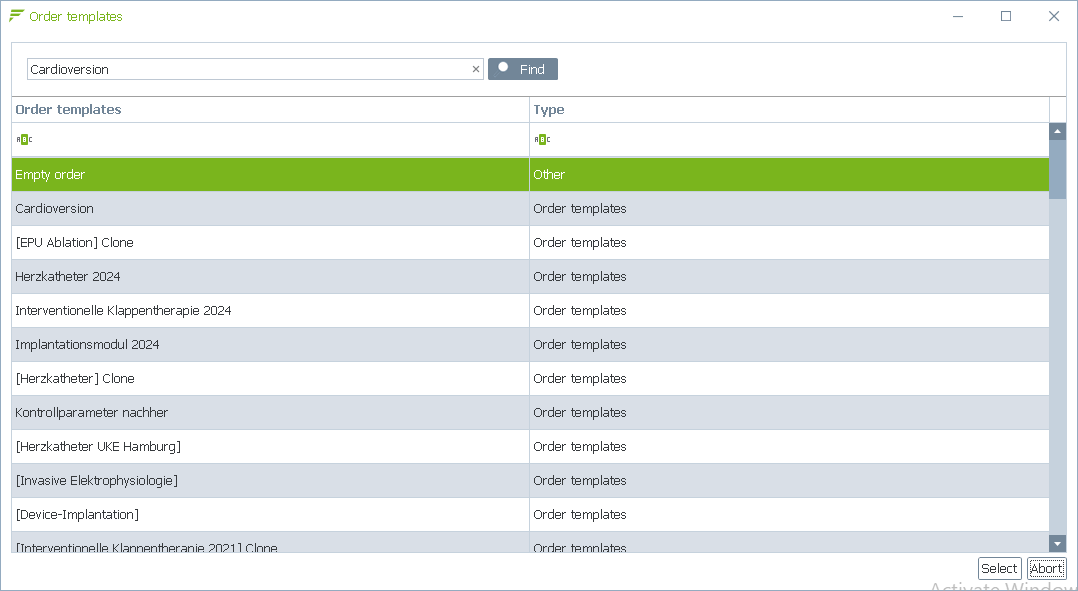 Order templates
Cardioversion
Find
Order templates Type
ABC ABC
Empty order Other
Cardioversion Order templates
[EPU Ablation] Clone Order templates
Herzkatheter 2024 Order templates
Interventionelle Klappentherapie 2024 Order templates
Implantationsmodul 2024 Order templates
[Herzkatheter] Clone Order templates
Kontrollparameter nachher Order templates
[Herzkatheter UKE Hamburg] Order templates
[Invasive Elektrophysiologie] Order templates
[Device-Implantation] Order templates
[Interventionelle Klappentherapie 2021] Clone Order templates
Select Abort
Activate Window